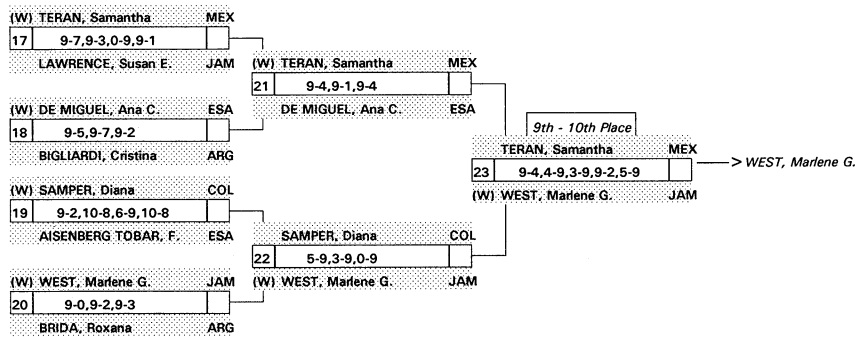 (W) TERAN, Samantha MEX
17 9-7,9-3,0-9,9-1
LAWRENCE, Susan E. JAM
(W) DE MIGUEL, Ana C. ESA
18 9-5,9-7,9-2
BIGLIARDI, Cristina ARG
(W) SAMPER, Diana COL
19 9-2,10-8,6-9,10-8
AISENBERG TOBAR, F. ESA
(W) WEST, Marlene G. JAM
20 9-0,9-2,9-3
BRIDA, Roxana ARG
(W) TERAN, Samantha MEX
21 9-4,9-1,9-4
DE MIGUEL, Ana C. ESA
SAMPER, Diana COL
22 5-9,3-9,0-9
(W) WEST, Marlene G. JAM
9th - 10th Place
TERAN, Samantha MEX
23 9-4,4-9,3-9,9-2,5-9
(W) WEST, Marlene G. JAM
> WEST, Marlene G.